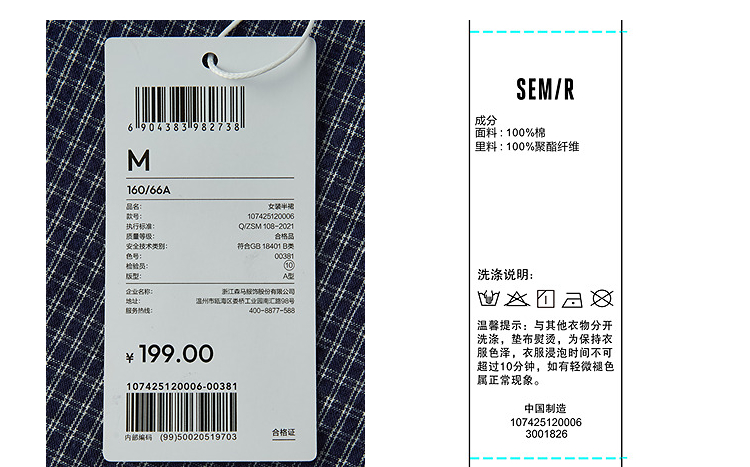 6 904383 982738
M
160/66A
品名: 女装半裙
款号: 107425120006
执行标准: Q/ZSM 108-2021
质量等级: 合格品
安全技术类别: 符合GB 18401 B类
色号: 00381
检验员: 10
版型: A型
企业名称: 浙江森马服饰股份有限公司
地址: 温州市瓯海区娄桥工业园南汇路98号
服务热线: 400-8877-588
¥ 199.00
107425120006-00381
内部编码 (99)50020519703
合格证
SEM/R
成分
面料：100%棉
里料：100%聚酯纤维
洗涤说明：
温馨提示：与其他衣物分开
洗涤，垫布熨烫，为保持衣
服色泽，衣服浸泡时间不可
超过10分钟，如有轻微褪色
属正常现象。
中国制造
107425120006
3001826